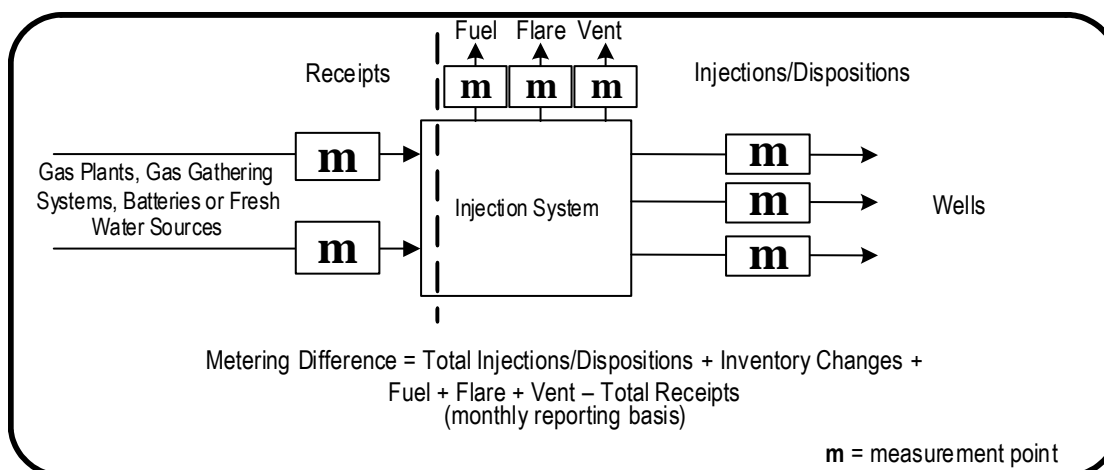 Fuel Flare Vent
Receipts
Injections/Dispositions
m m m
m
m
Gas Plants, Gas Gathering
Systems, Batteries or Fresh
Water Sources
Injection System
m
m
m
Wells
Metering Difference = Total Injections/Dispositions + Inventory Changes +
Fuel + Flare + Vent – Total Receipts
(monthly reporting basis)
m = measurement point